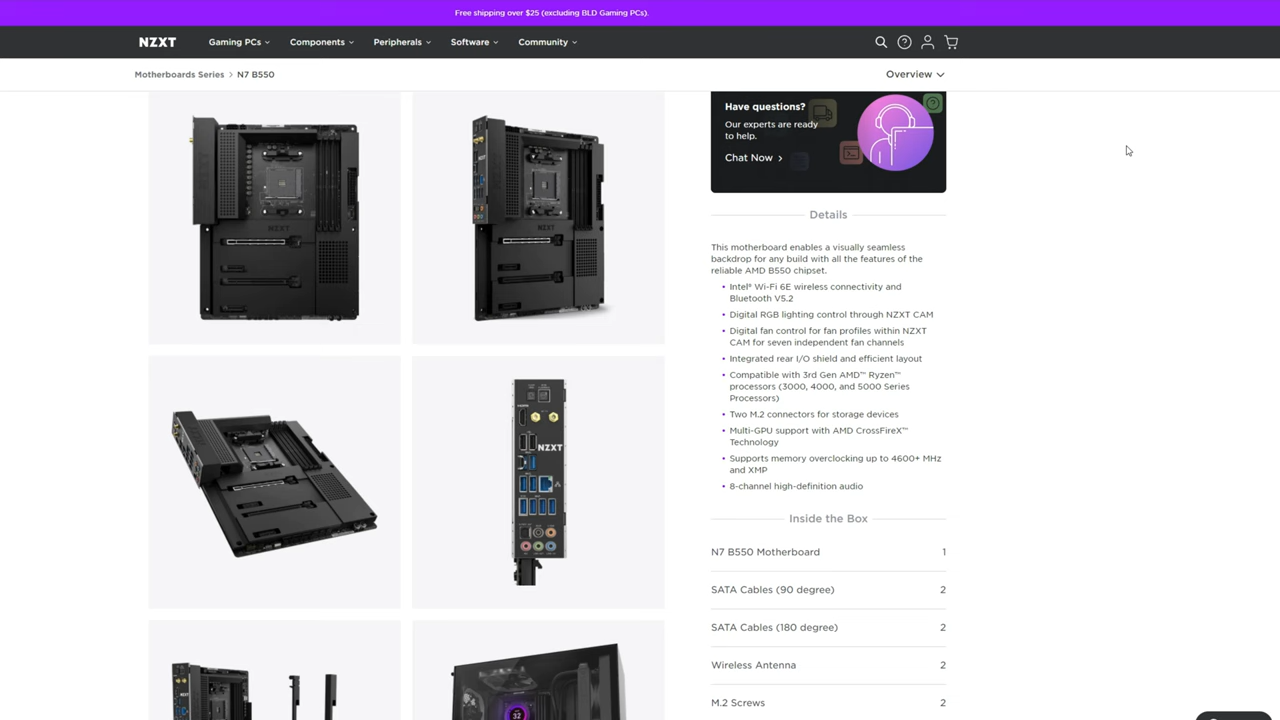 Free shipping over $25 (excluding BLD Gaming PCs).
NZXT
Gaming PCs
Components
Peripherals
Software
Community
Motherboards Series > N7 B550
Overview
Have questions?
Our experts are ready
to help.
Chat Now >
Details
This motherboard enables a visually seamless
backdrop for any build with all the features of the
reliable AMD B550 chipset.
• Intel® Wi-Fi 6E wireless connectivity and
Bluetooth V5.2
• Digital RGB lighting control through NZXT CAM
• Digital fan control for fan profiles within NZXT
CAM for seven independent fan channels
• Integrated rear I/O shield and efficient layout
• Compatible with 3rd Gen AMD™ Ryzen™
processors (3000, 4000, and 5000 Series
Processors)
• Two M.2 connectors for storage devices
• Multi-GPU support with AMD CrossFireX™
Technology
• Supports memory overclocking up to 4600+ MHz
and XMP
• 8-channel high-definition audio
Inside the Box
N7 B550 Motherboard 1
SATA Cables (90 degree) 2
SATA Cables (180 degree) 2
Wireless Antenna 2
M.2 Screws 2
NZXT
NZXT
NZXT
NZXT
32